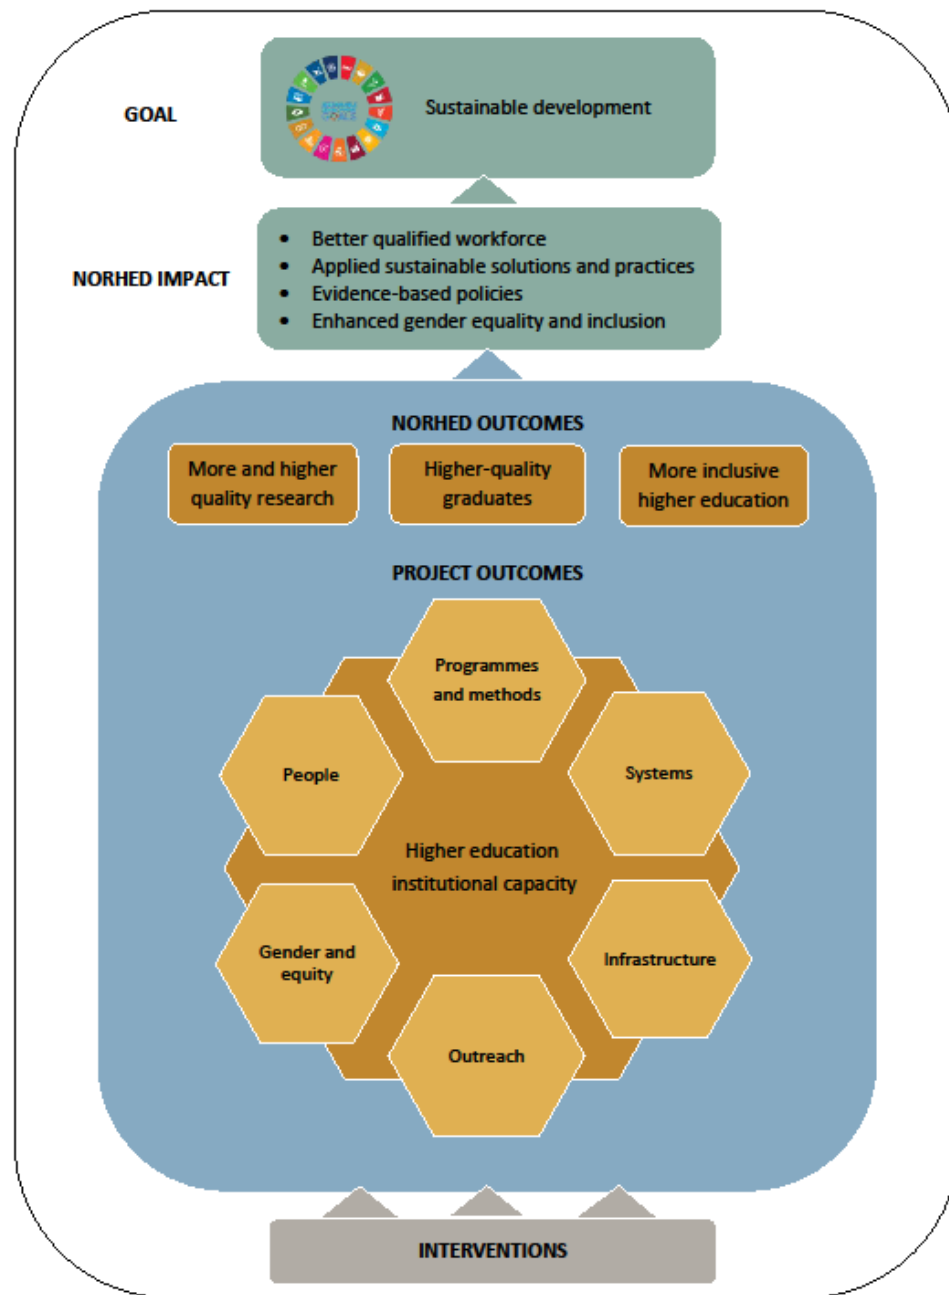 GOAL
Sustainable development
NORHED IMPACT
• Better qualified workforce
• Applied sustainable solutions and practices
• Evidence-based policies
• Enhanced gender equality and inclusion
NORHED OUTCOMES
More and higher
quality research
Higher-quality
graduates
More inclusive
higher education
PROJECT OUTCOMES
Programmes
and methods
People
Systems
Higher education
institutional capacity
Gender and
equity
Infrastructure
Outreach
INTERVENTIONS